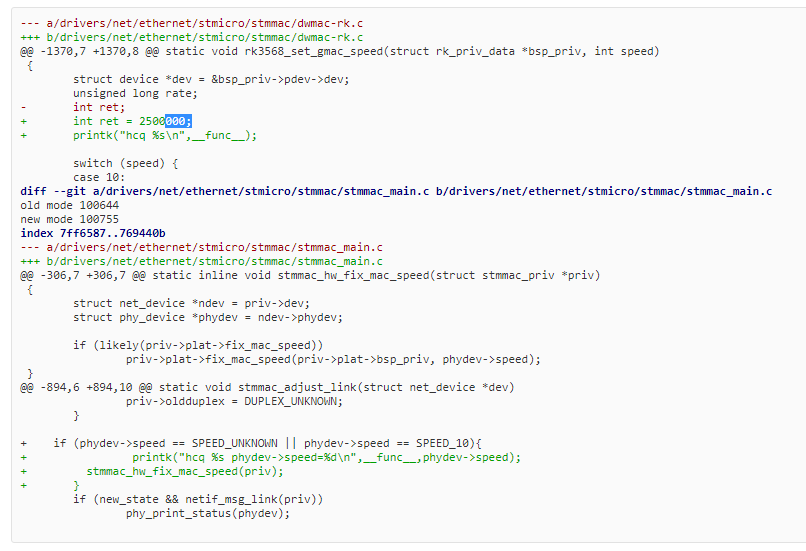 --- a/drivers/net/ethernet/stmicro/stmmac/dwmac-rk.c
+++ b/drivers/net/ethernet/stmicro/stmmac/dwmac-rk.c
@@ -1370,7 +1370,8 @@ static void rk3568_set_gmac_speed(struct rk_priv_data *bsp_priv, int speed)
 {
        struct device *dev = &bsp_priv->pdev->dev;
        unsigned long rate;
-       int ret;
+       int ret = 2500000;
+       printk("hcq %s\n",__func__);

        switch (speed) {
        case 10:
diff --git a/drivers/net/ethernet/stmicro/stmmac/stmmac_main.c b/drivers/net/ethernet/stmicro/stmmac/stmmac_main.c
old mode 100644
new mode 100755
index 7ff6587..769440b
--- a/drivers/net/ethernet/stmicro/stmmac/stmmac_main.c
+++ b/drivers/net/ethernet/stmicro/stmmac/stmmac_main.c
@@ -306,7 +306,7 @@ static inline void stmmac_hw_fix_mac_speed(struct stmmac_priv *priv)
 {
        struct net_device *ndev = priv->dev;
        struct phy_device *phydev = ndev->phydev;

        if (likely(priv->plat->fix_mac_speed))
                priv->plat->fix_mac_speed(priv->plat->bsp_priv, phydev->speed);
 }
@@ -894,6 +894,10 @@ static void stmmac_adjust_link(struct net_device *dev)
                priv->oldduplex = DUPLEX_UNKNOWN;
        }

+    if (phydev->speed == SPEED_UNKNOWN || phydev->speed == SPEED_10){
+                printk("hcq %s phydev->speed=%d\n",__func__,phydev->speed);
+         stmmac_hw_fix_mac_speed(priv);
+       }
        if (new_state && netif_msg_link(priv))
                phy_print_status(phydev);